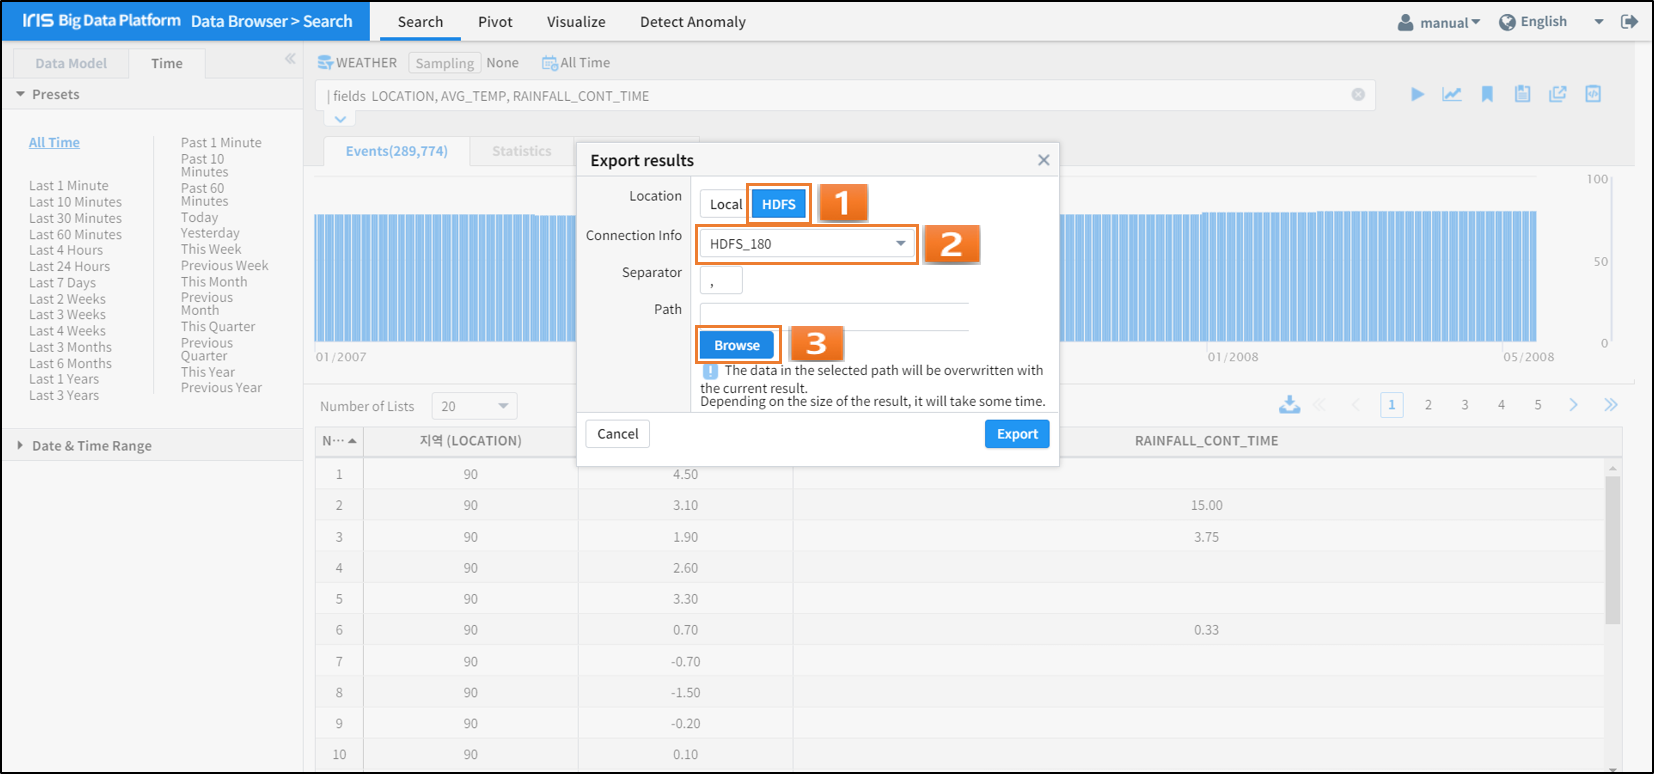 IRIS Big Data Platform Data Browser > Search
Search Pivot Visualize Detect Anomaly
manual English
Data Model Time
WEATHER Sampling None All Time
Presets
| fields LOCATION, AVG_TEMP, RAINFALL_CONT_TIME
All Time
Last 1 Minute
Last 10 Minutes
Last 30 Minutes
Last 60 Minutes
Last 4 Hours
Last 24 Hours
Last 7 Days
Last 2 Weeks
Last 3 Weeks
Last 4 Weeks
Last 3 Months
Last 6 Months
Last 1 Years
Last 3 Years
Past 1 Minute
Past 10
Minutes
Past 60
Minutes
Today
Yesterday
This Week
Previous Week
This Month
Previous
Month
This Quarter
Previous
Quarter
This Year
Previous Year
Date & Time Range
Events(289,774) Statistics
100
50
0
01/2007 01/2008 05/2008
Export results
Location Local HDFS 1
Connection Info HDFS_180 2
Separator ,
Path
Browse 3
! The data in the selected path will be overwritten with
the current result.
Depending on the size of the result, it will take some time.
Cancel Export
Number of Lists 20
1 2 3 4 5
N··· 지역 (LOCATION) RAINFALL_CONT_TIME
1 90 4.50
2 90 3.10 15.00
3 90 1.90 3.75
4 90 2.60
5 90 3.30
6 90 0.70 0.33
7 90 -0.70
8 90 -1.50
9 90 -0.20
10 90 0.10